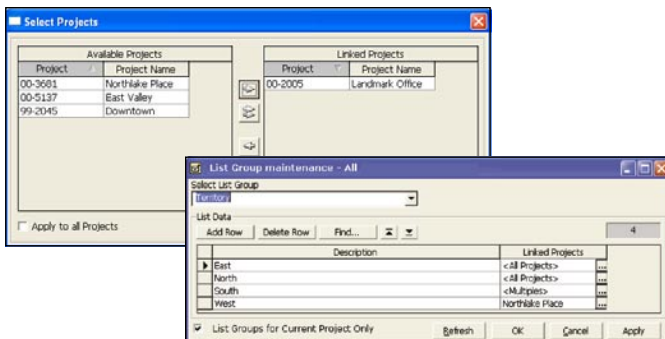 Select Projects
Available Projects
Project Project Name
00-3681 Northlake Place
00-5137 East Valley
99-2045 Downtown
Linked Projects
Project Project Name
00-2005 Landmark Office
Apply to all Projects
List Group maintenance - All
Select List Group
Territory
List Data
Add Row Delete Row Find... 4
Description Linked Projects
East <All Projects> ...
North <All Projects> ...
South <Multiples> ...
West Northlake Place ...
List Groups for Current Project Only Refresh OK Cancel Apply